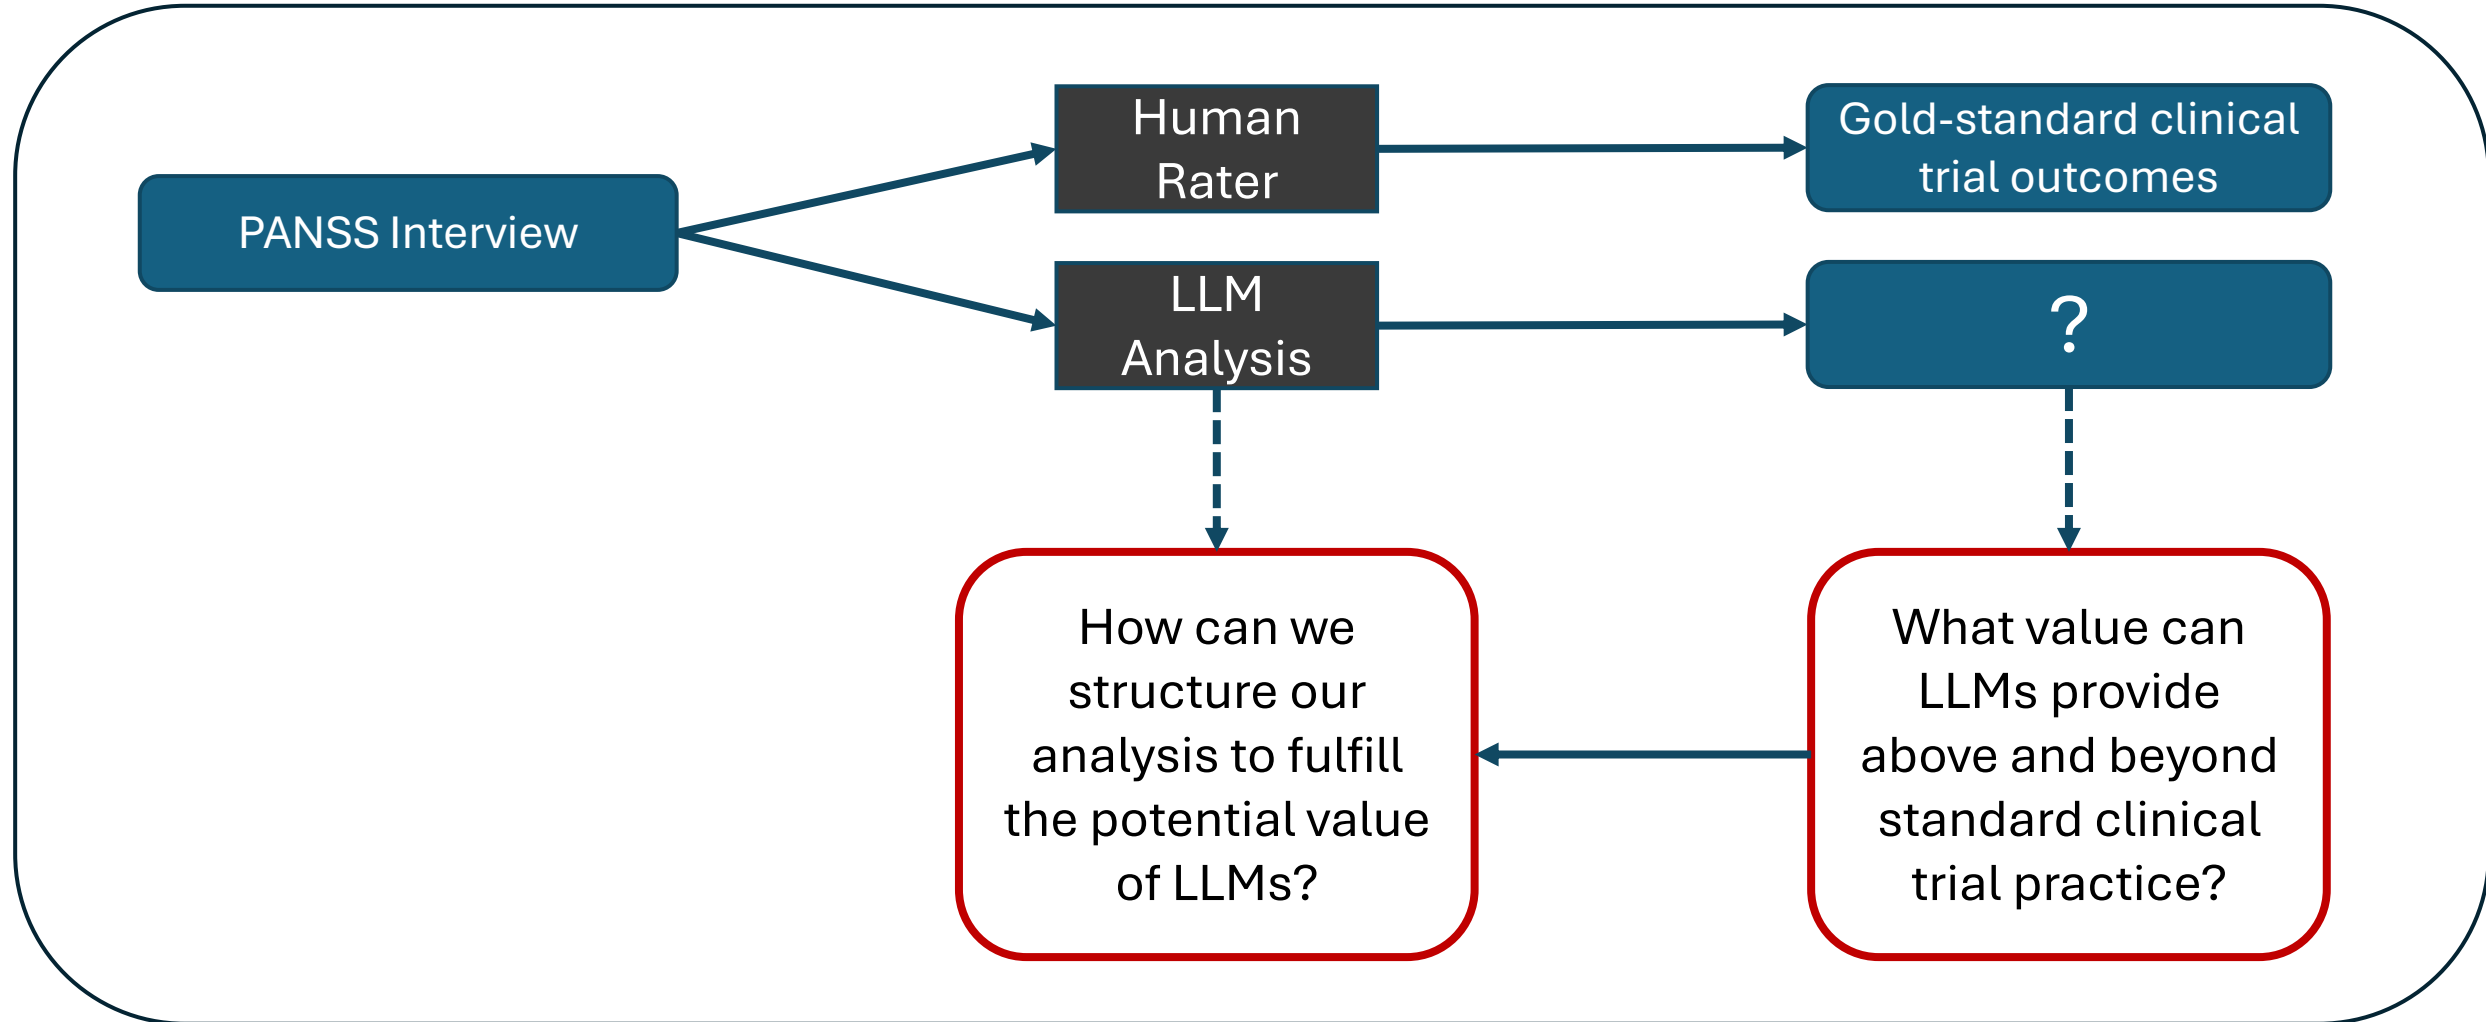 PANSS Interview
Human
Rater
Gold-standard clinical
trial outcomes
LLM
Analysis
?
How can we
structure our
analysis to fulfill
the potential value
of LLMs?
What value can
LLMs provide
above and beyond
standard clinical
trial practice?